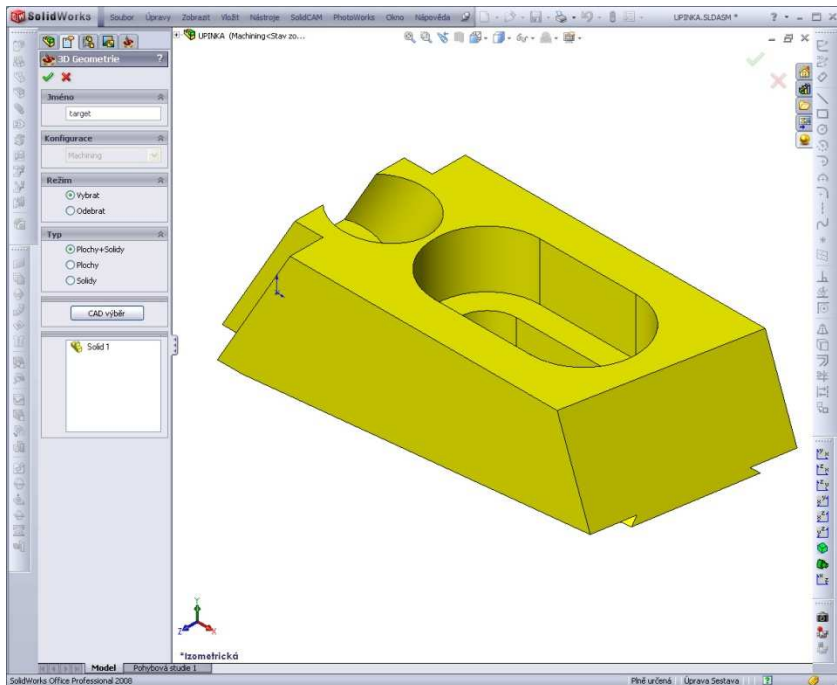 SolidWorks Soubor Úpravy Zobrazit Vložit Nástroje SolidCAM PhotoWorks Okno Nápověda UPINKA.SLDASM *
UPINKA (Machining<Stav zo...
3D Geometrie ?
Jméno
target
Konfigurace
Machining
Režim
Vybrat
Odebrat
Typ
Plochy+Solidy
Plochy
Solidy
CAD výběr
Solid 1
Y
Z X
*Izometrická
Model Pohybová studie 1
SolidWorks Office Professional 2008 Plně určená Úprava Sestava